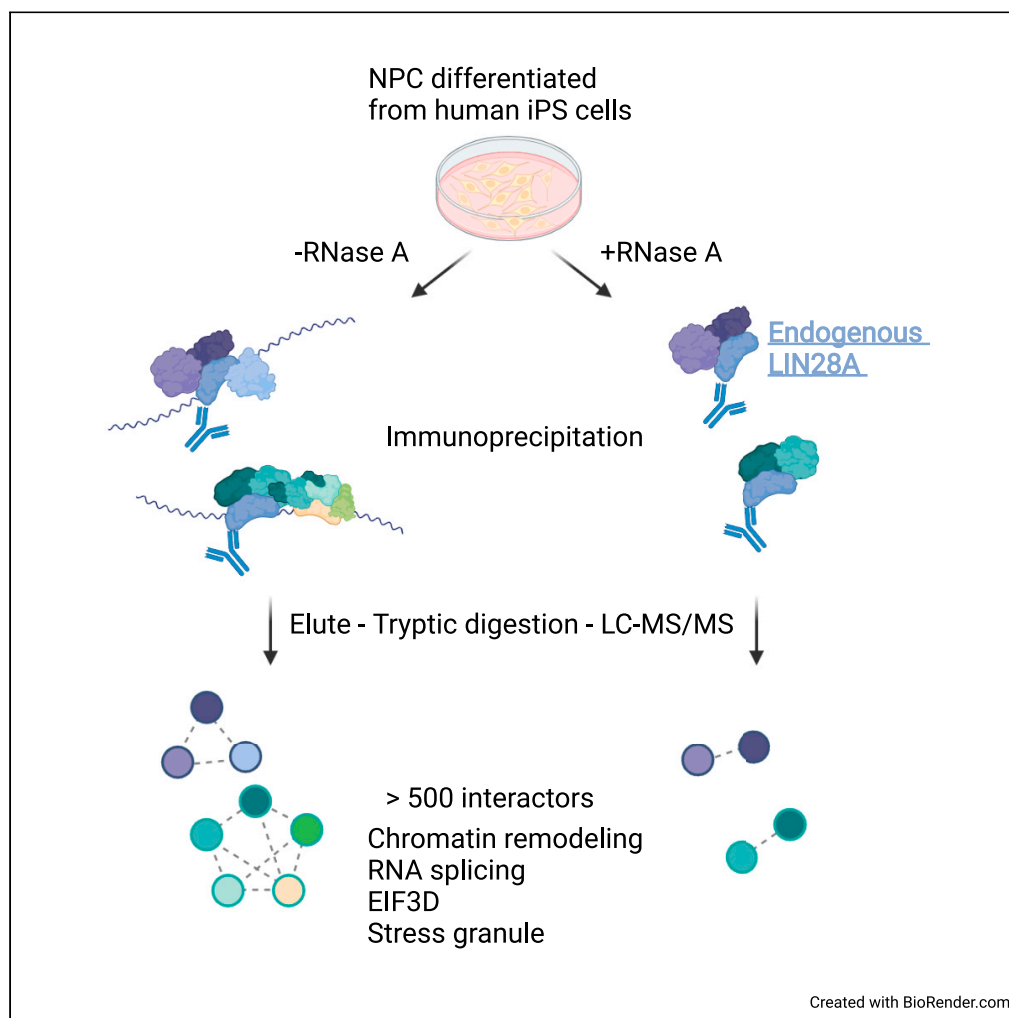 NPC differentiated
from human iPS cells
-RNase A
+RNase A
Endogenous
LIN28A
Immunoprecipitation
Elute - Tryptic digestion - LC-MS/MS
> 500 interactors
Chromatin remodeling
RNA splicing
EIF3D
Stress granule
Created with BioRender.com